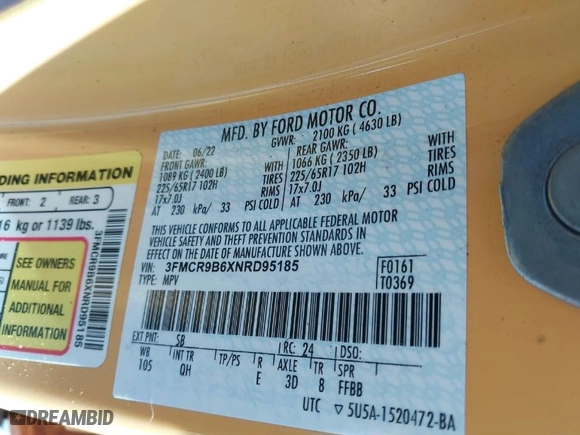 DING INFORMATION
FRONT: 2 REAR: 3
16 kg or 1139 lbs.
SEE OWNERS
MANUAL FOR
ADDITIONAL
INFORMATION
3FMCR9B6XNRD95185
MFD. BY FORD MOTOR CO.
DATE: 06/22 GVWR: 2100 KG ( 4630 LB)
FRONT GAWR: REAR GAWR:
1089 KG ( 2400 LB) WITH 1066 KG ( 2350 LB) WITH
225/65R17 102H TIRES 225/65R17 102H TIRES
17x7.0J RIMS 17x7.0J RIMS
AT 230 kPa/ 33 PSI COLD AT 230 kPa/ 33 PSI COLD
THIS VEHICLE CONFORMS TO ALL APPLICABLE FEDERAL MOTOR
VEHICLE SAFETY AND THEFT PREVENTION STANDARDS IN
EFFECT ON THE DATE OF MANUFACTURE SHOWN ABOVE.
VIN: 3FMCR9B6XNRD95185 F0161
TYPE: MPV T0369
EXT PNT: SB RC: 24 DSO:
WB INT TR TP/PS R AXLE TR SPR
105 QH E 3D 8 FFBB
UTC ▽5U5A-1520472-BA
DREAMBID